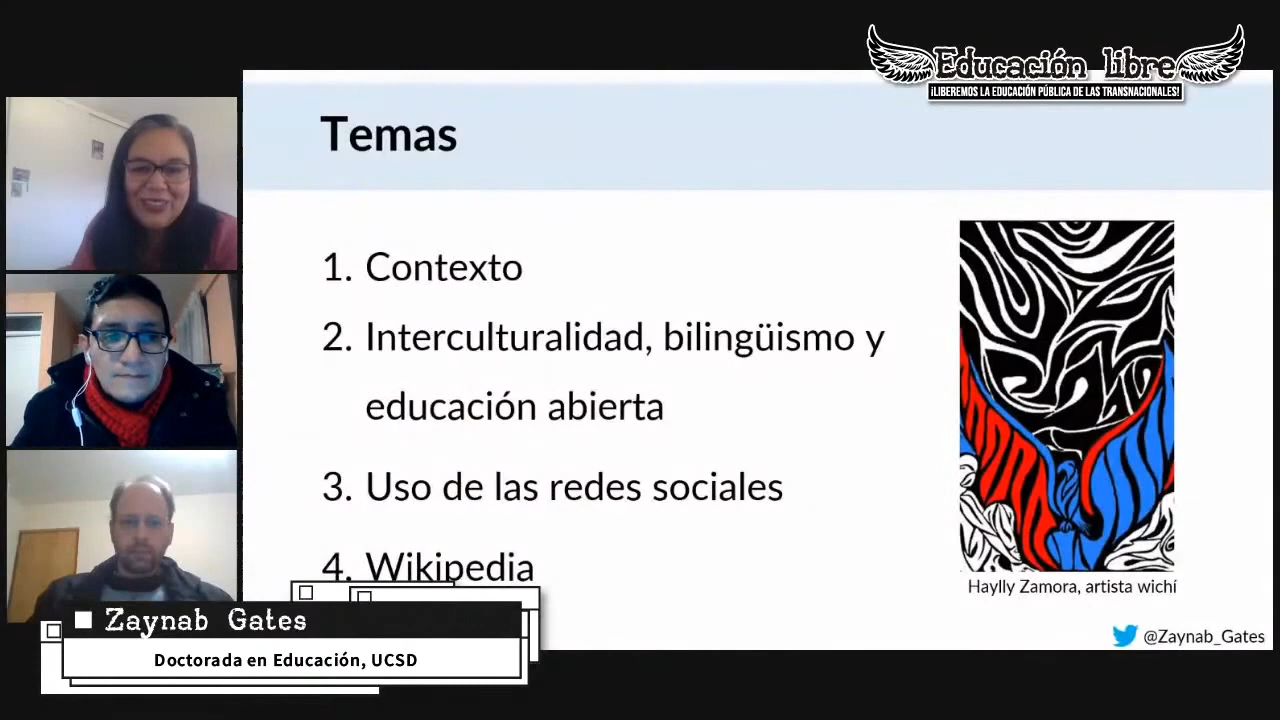 Educación libre
¡LIBEREMOS LA EDUCACIÓN PÚBLICA DE LAS TRANSNACIONALES!
Temas
1. Contexto
2. Interculturalidad, bilingüismo y
educación abierta
3. Uso de las redes sociales
4. Wikipedia
Haylly Zamora, artista wichí
@Zaynab_Gates
Zaynab Gates
Doctorada en Educación, UCSD